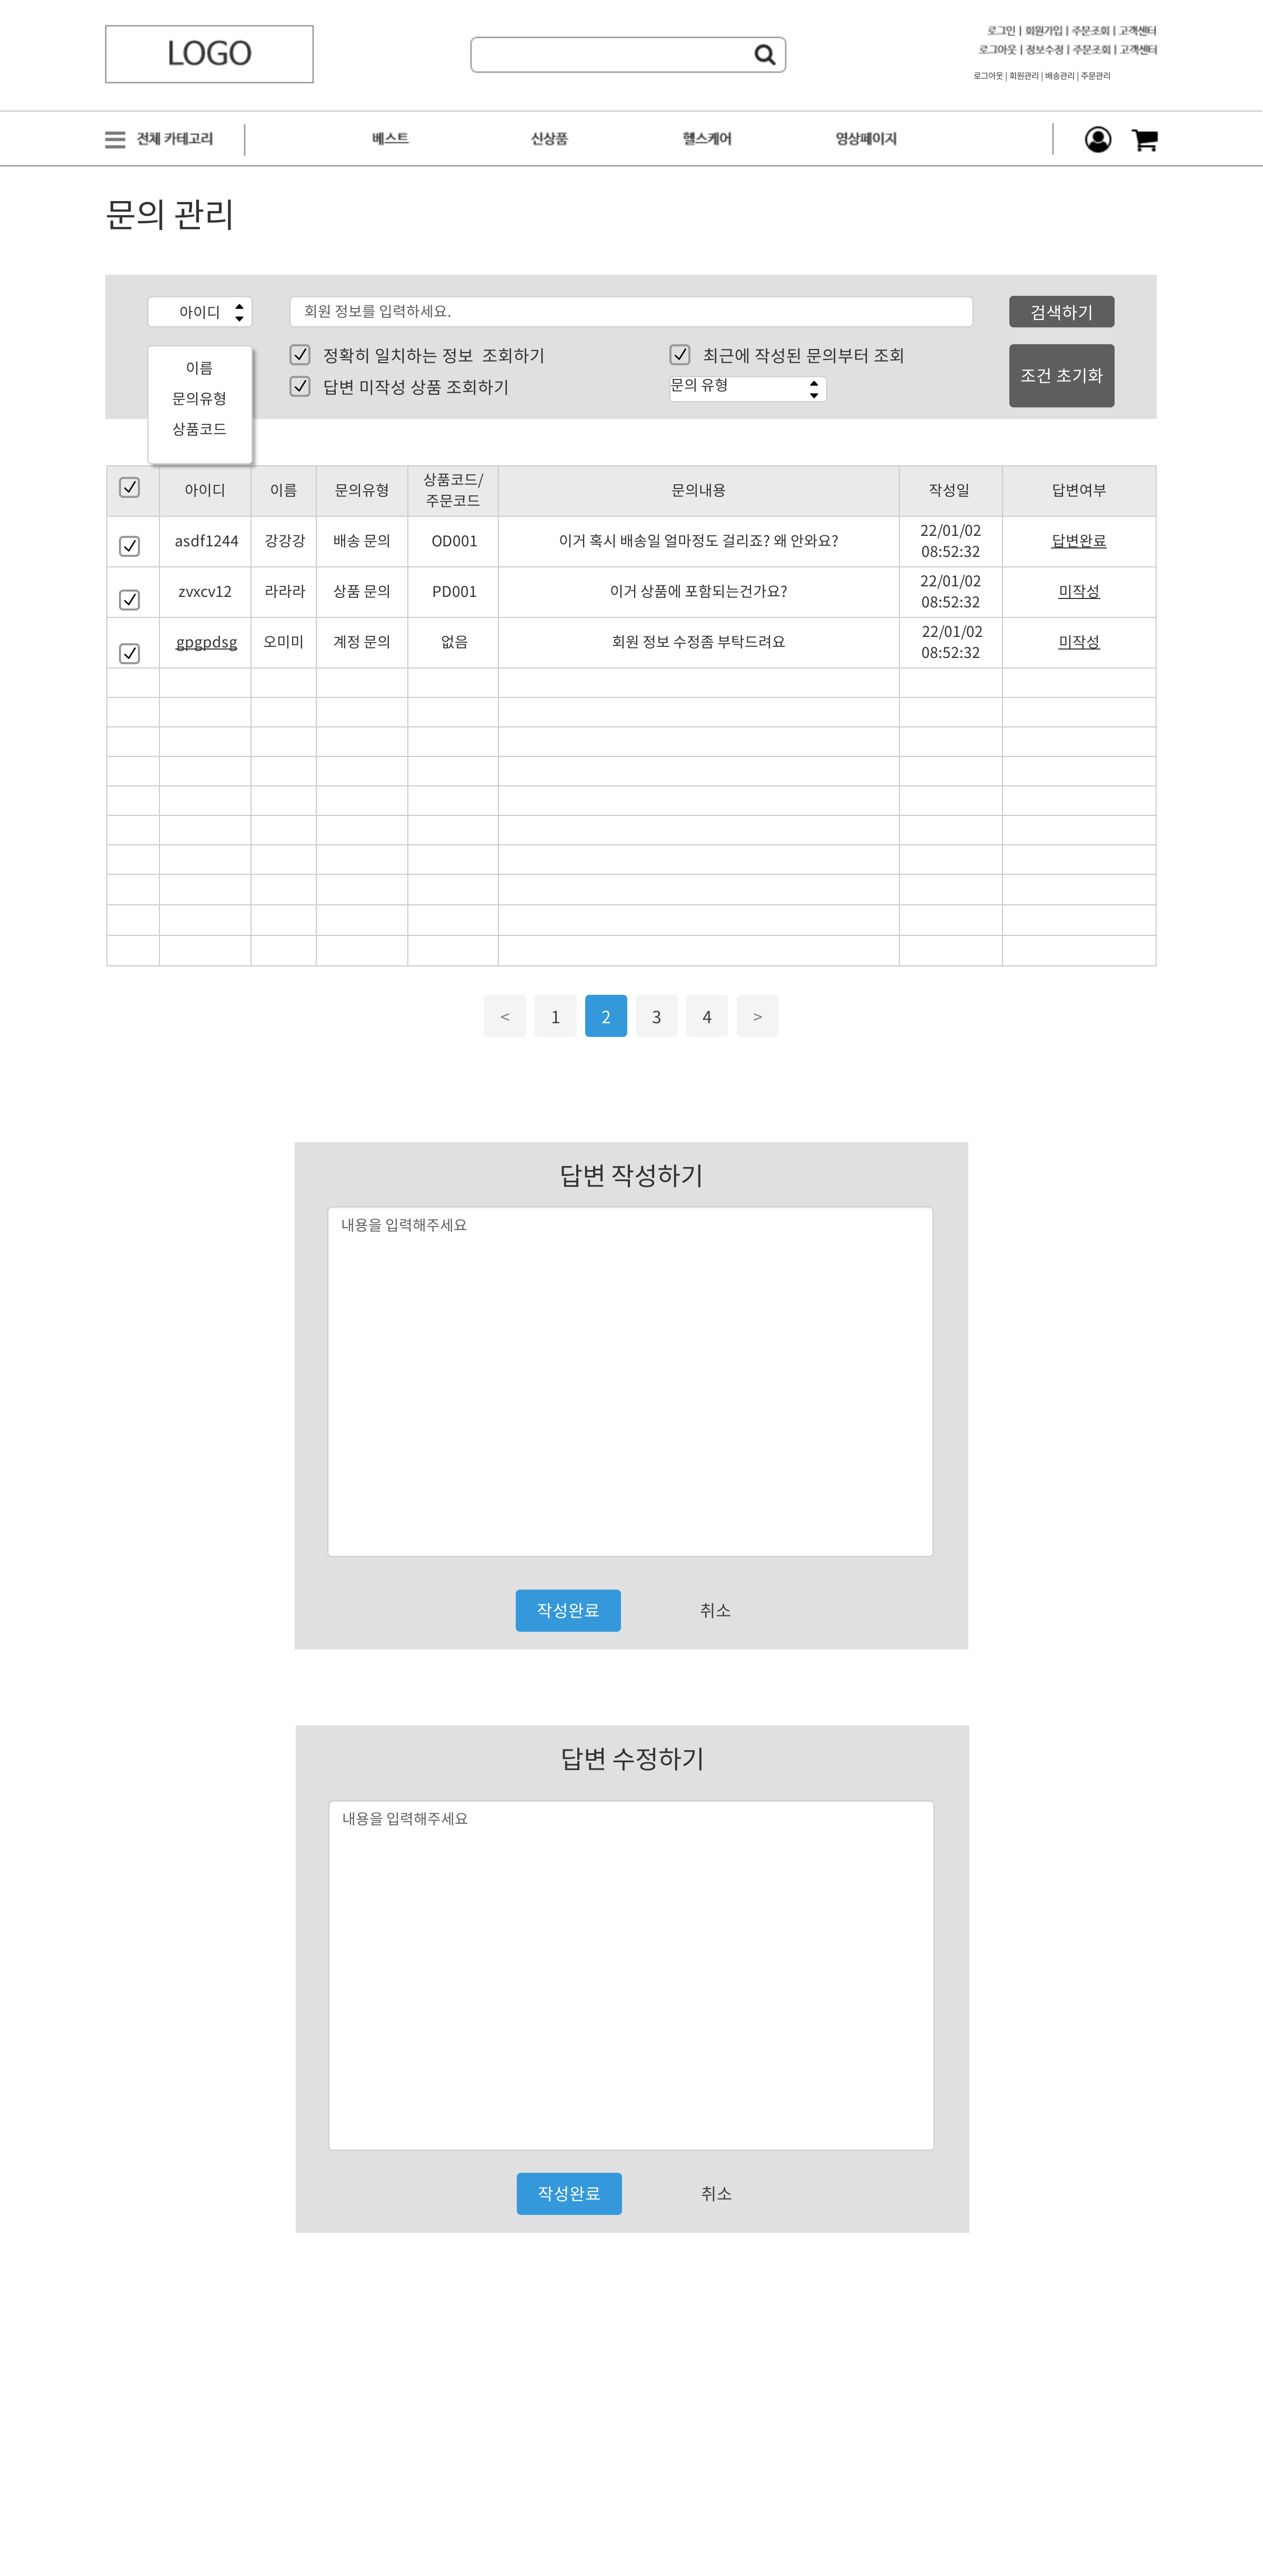 LOGO
로그인 | 회원가입 | 주문조회 | 고객센터
로그아웃 | 정보수정 | 주문조회 | 고객센터
로그아웃 | 회원관리 | 배송관리 | 주문관리
전체 카테고리 베스트 신상품 헬스케어 영상페이지
문의 관리
아이디 회원 정보를 입력하세요. 검색하기
정확히 일치하는 정보 조회하기 최근에 작성된 문의부터 조회
답변 미작성 상품 조회하기 문의 유형 조건 초기화
이름
문의유형
상품코드
아이디 이름 문의유형 상품코드/ 문의내용 작성일 답변여부
주문코드
asdf1244 강강강 배송 문의 OD001 이거 혹시 배송일 얼마정도 걸리죠? 왜 안와요? 22/01/02 답변완료
08:52:32
zvxcv12 라라라 상품 문의 PD001 이거 상품에 포함되는건가요? 22/01/02 미작성
08:52:32
gpgpdsg 오미미 계정 문의 없음 회원 정보 수정좀 부탁드려요 22/01/02 미작성
08:52:32
< 1 2 3 4 >
답변 작성하기
내용을 입력해주세요
작성완료 취소
답변 수정하기
내용을 입력해주세요
작성완료 취소